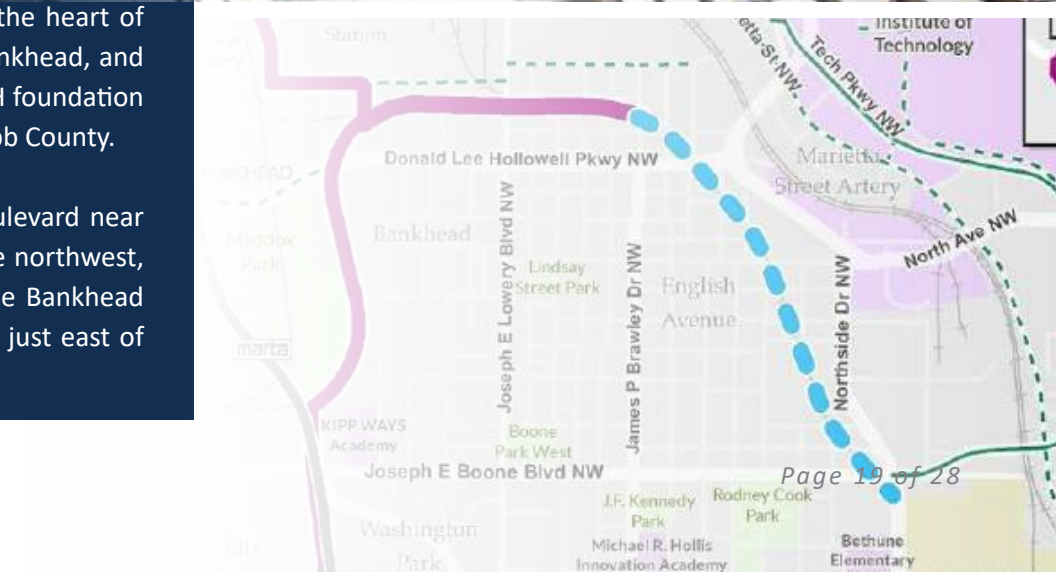 the heart of
nkhead, and
foundation
ob County.
ulevard near
e northwest,
e Bankhead
just east of
Station
Institute of
Technology
etta-St-NW
Tech Pkwy NW
Donald Lee Hollowell Pkwy NW
Marietta
Street Artery
BANKHEAD
North Ave NW
Maddox
Park
Bankhead
Joseph E Lowery Blvd NW
Lindsay
Street Park
James P Brawley Dr NW
English
Avenue
Northside Dr NW
marta
KIPP WAYS
Academy
Boone
Park West
Joseph E Boone Blvd NW
Page 19 of 28
J.F. Kennedy
Park
Rodney Cook
Park
Washington
Park
Michael R. Hollis
Innovation Academy
Bethune
Elementary